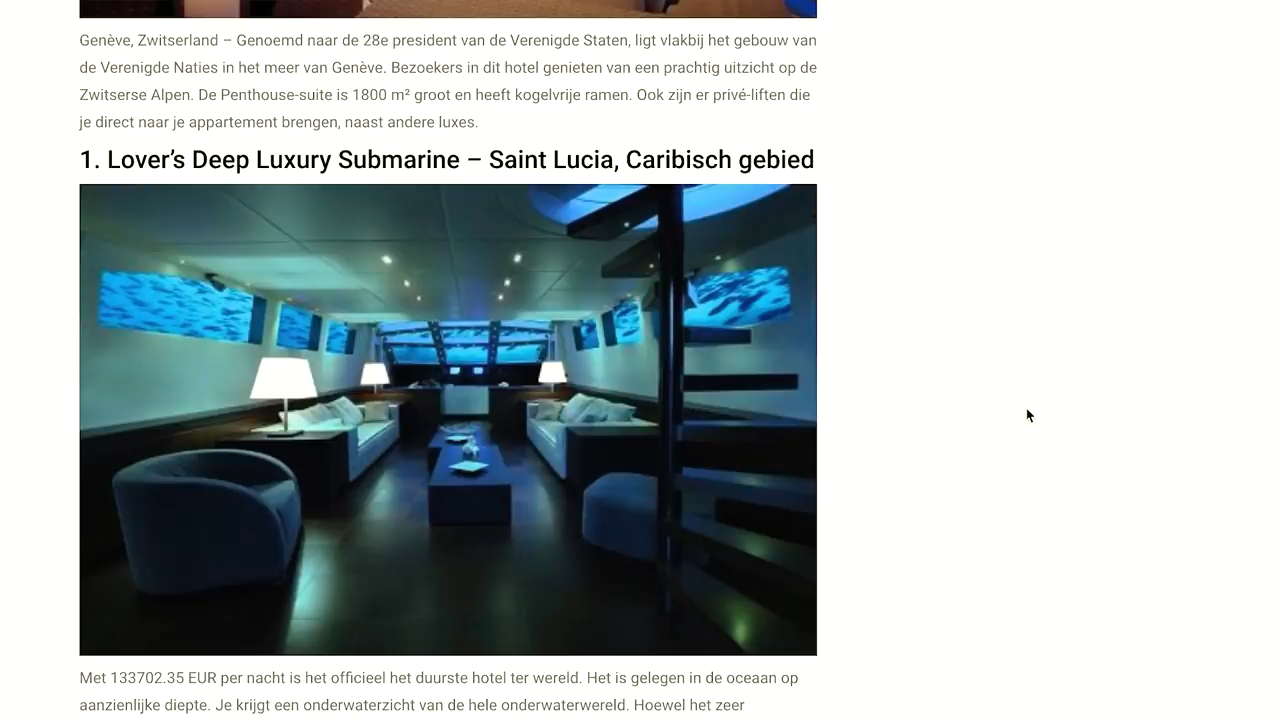 Genève, Zwitserland – Genoemd naar de 28e president van de Verenigde Staten, ligt vlakbij het gebouw van
de Verenigde Naties in het meer van Genève. Bezoekers in dit hotel genieten van een prachtig uitzicht op de
Zwitserse Alpen. De Penthouse-suite is 1800 m² groot en heeft kogelvrije ramen. Ook zijn er privé-liften die
je direct naar je appartement brengen, naast andere luxes.
1. Lover’s Deep Luxury Submarine – Saint Lucia, Caribisch gebied
Met 133702.35 EUR per nacht is het officieel het duurste hotel ter wereld. Het is gelegen in de oceaan op
aanzienlijke diepte. Je krijgt een onderwaterzicht van de hele onderwaterwereld. Hoewel het zeer